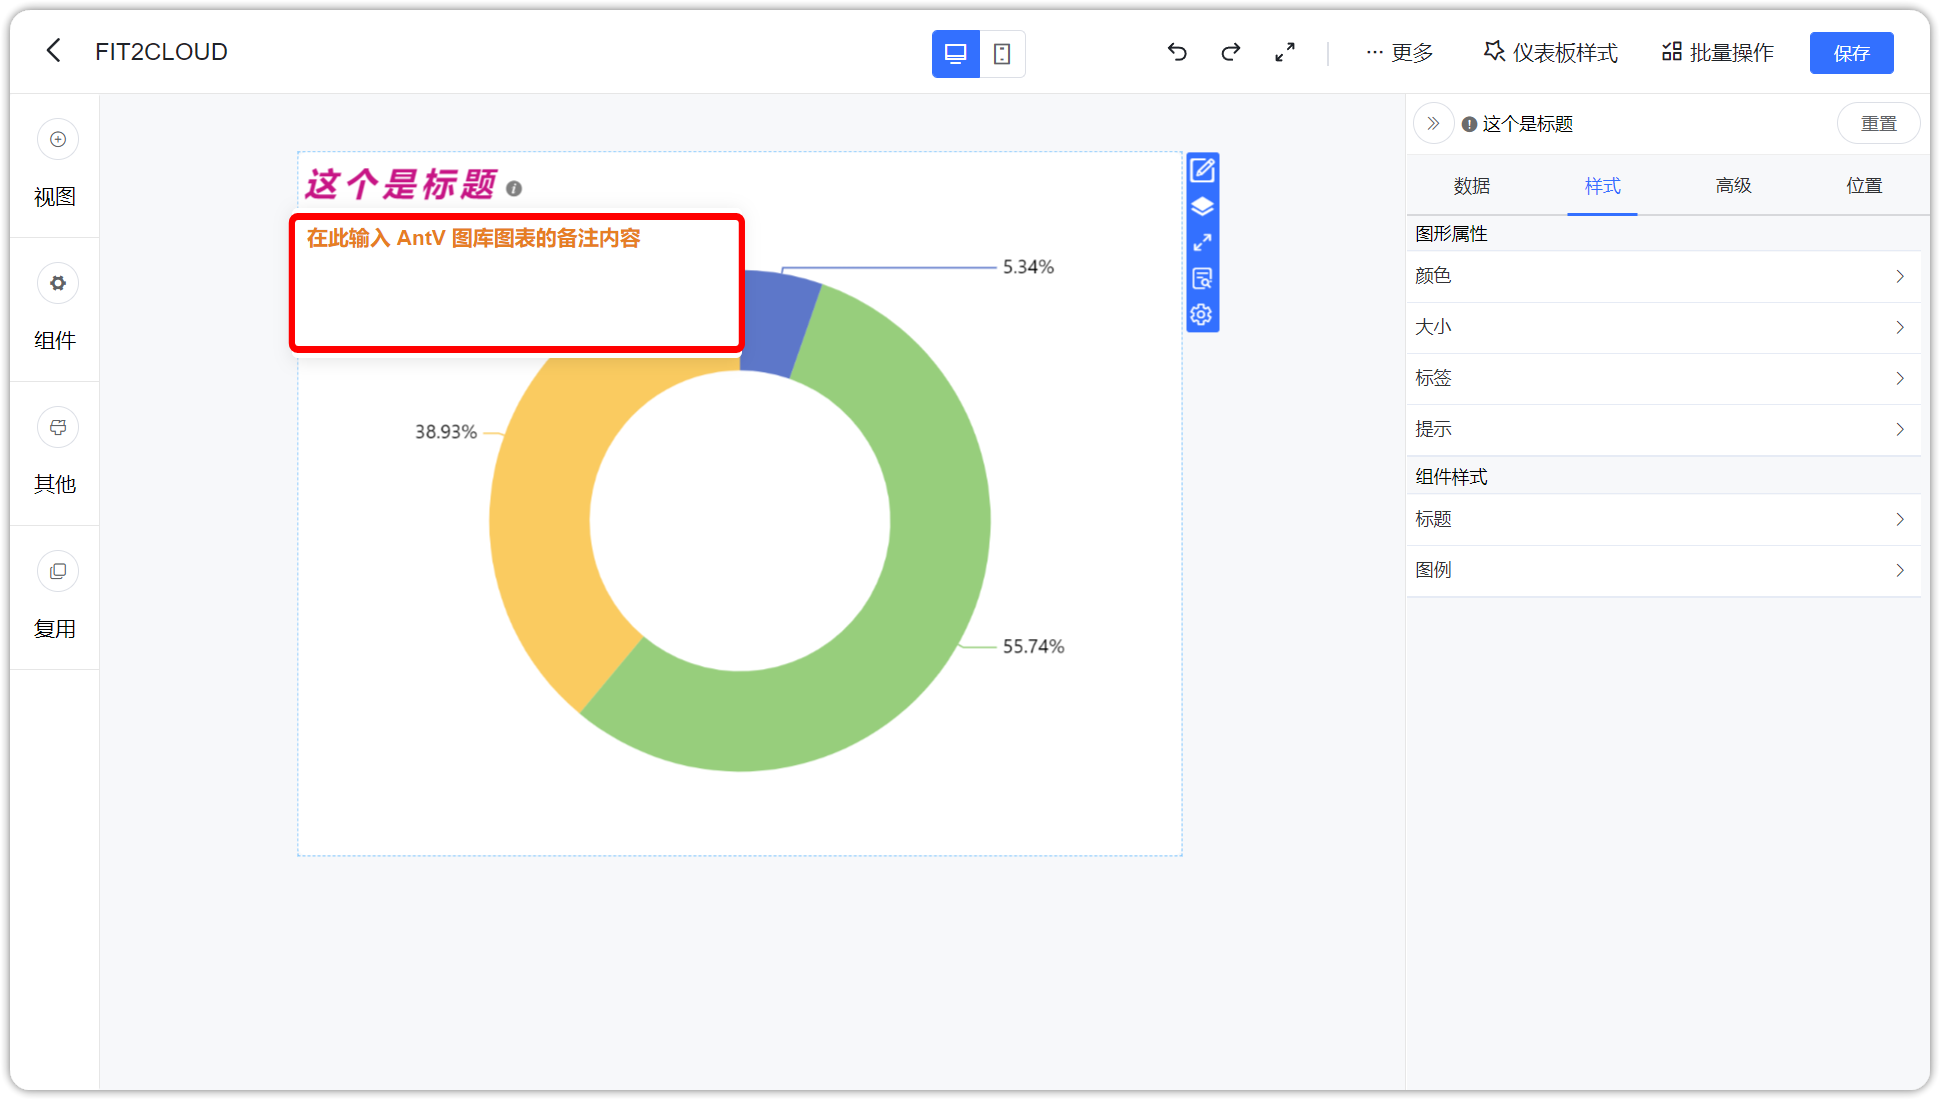 FIT2CLOUD
更多
仪表板样式
批量操作
保存
视图
组件
其他
复用
这个是标题
在此输入 AntV 图库图表的备注内容
5.34%
38.93%
55.74%
这个是标题
重置
数据
样式
高级
位置
图形属性
颜色
大小
标签
提示
组件样式
标题
图例